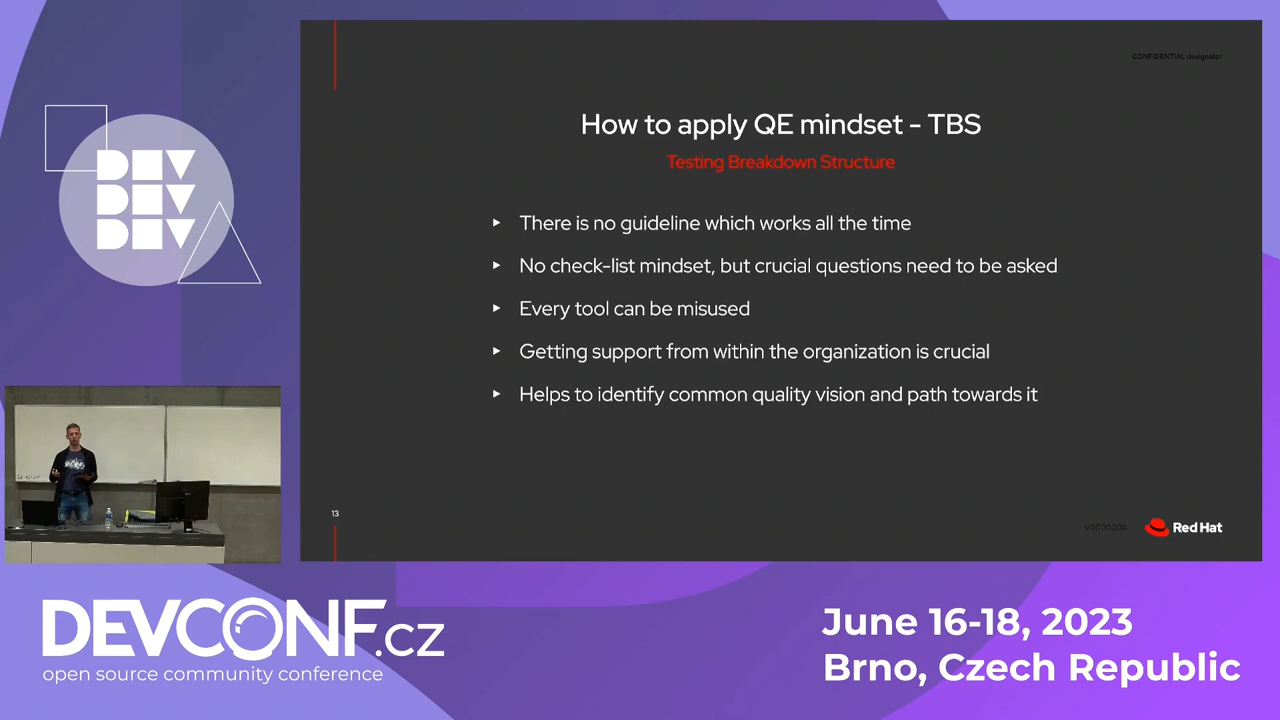 DEV
DEV
DEV
CONFIDENTIAL designator
How to apply QE mindset - TBS
Testing Breakdown Structure
▸ There is no guideline which works all the time
▸ No check-list mindset, but crucial questions need to be asked
▸ Every tool can be misused
▸ Getting support from within the organization is crucial
▸ Helps to identify common quality vision and path towards it
13
V0000000
Red Hat
DEVCONF.CZ
open source community conference
June 16-18, 2023
Brno, Czech Republic